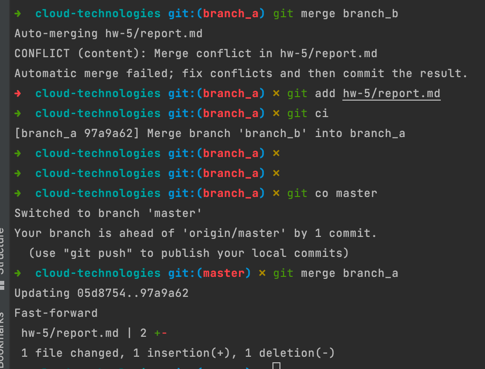 ➜ cloud-technologies git:(branch_a) git merge branch_b
Auto-merging hw-5/report.md
CONFLICT (content): Merge conflict in hw-5/report.md
Automatic merge failed; fix conflicts and then commit the result.
➜ cloud-technologies git:(branch_a) ✗ git add hw-5/report.md
➜ cloud-technologies git:(branch_a) ✗ git ci
[branch_a 97a9a62] Merge branch 'branch_b' into branch_a
➜ cloud-technologies git:(branch_a) ✗
➜ cloud-technologies git:(branch_a) ✗
➜ cloud-technologies git:(branch_a) ✗ git co master
Switched to branch 'master'
Your branch is ahead of 'origin/master' by 1 commit.
(use "git push" to publish your local commits)
➜ cloud-technologies git:(master) ✗ git merge branch_a
Updating 05d8754..97a9a62
Fast-forward
hw-5/report.md | 2 +-
1 file changed, 1 insertion(+), 1 deletion(-)
Structure